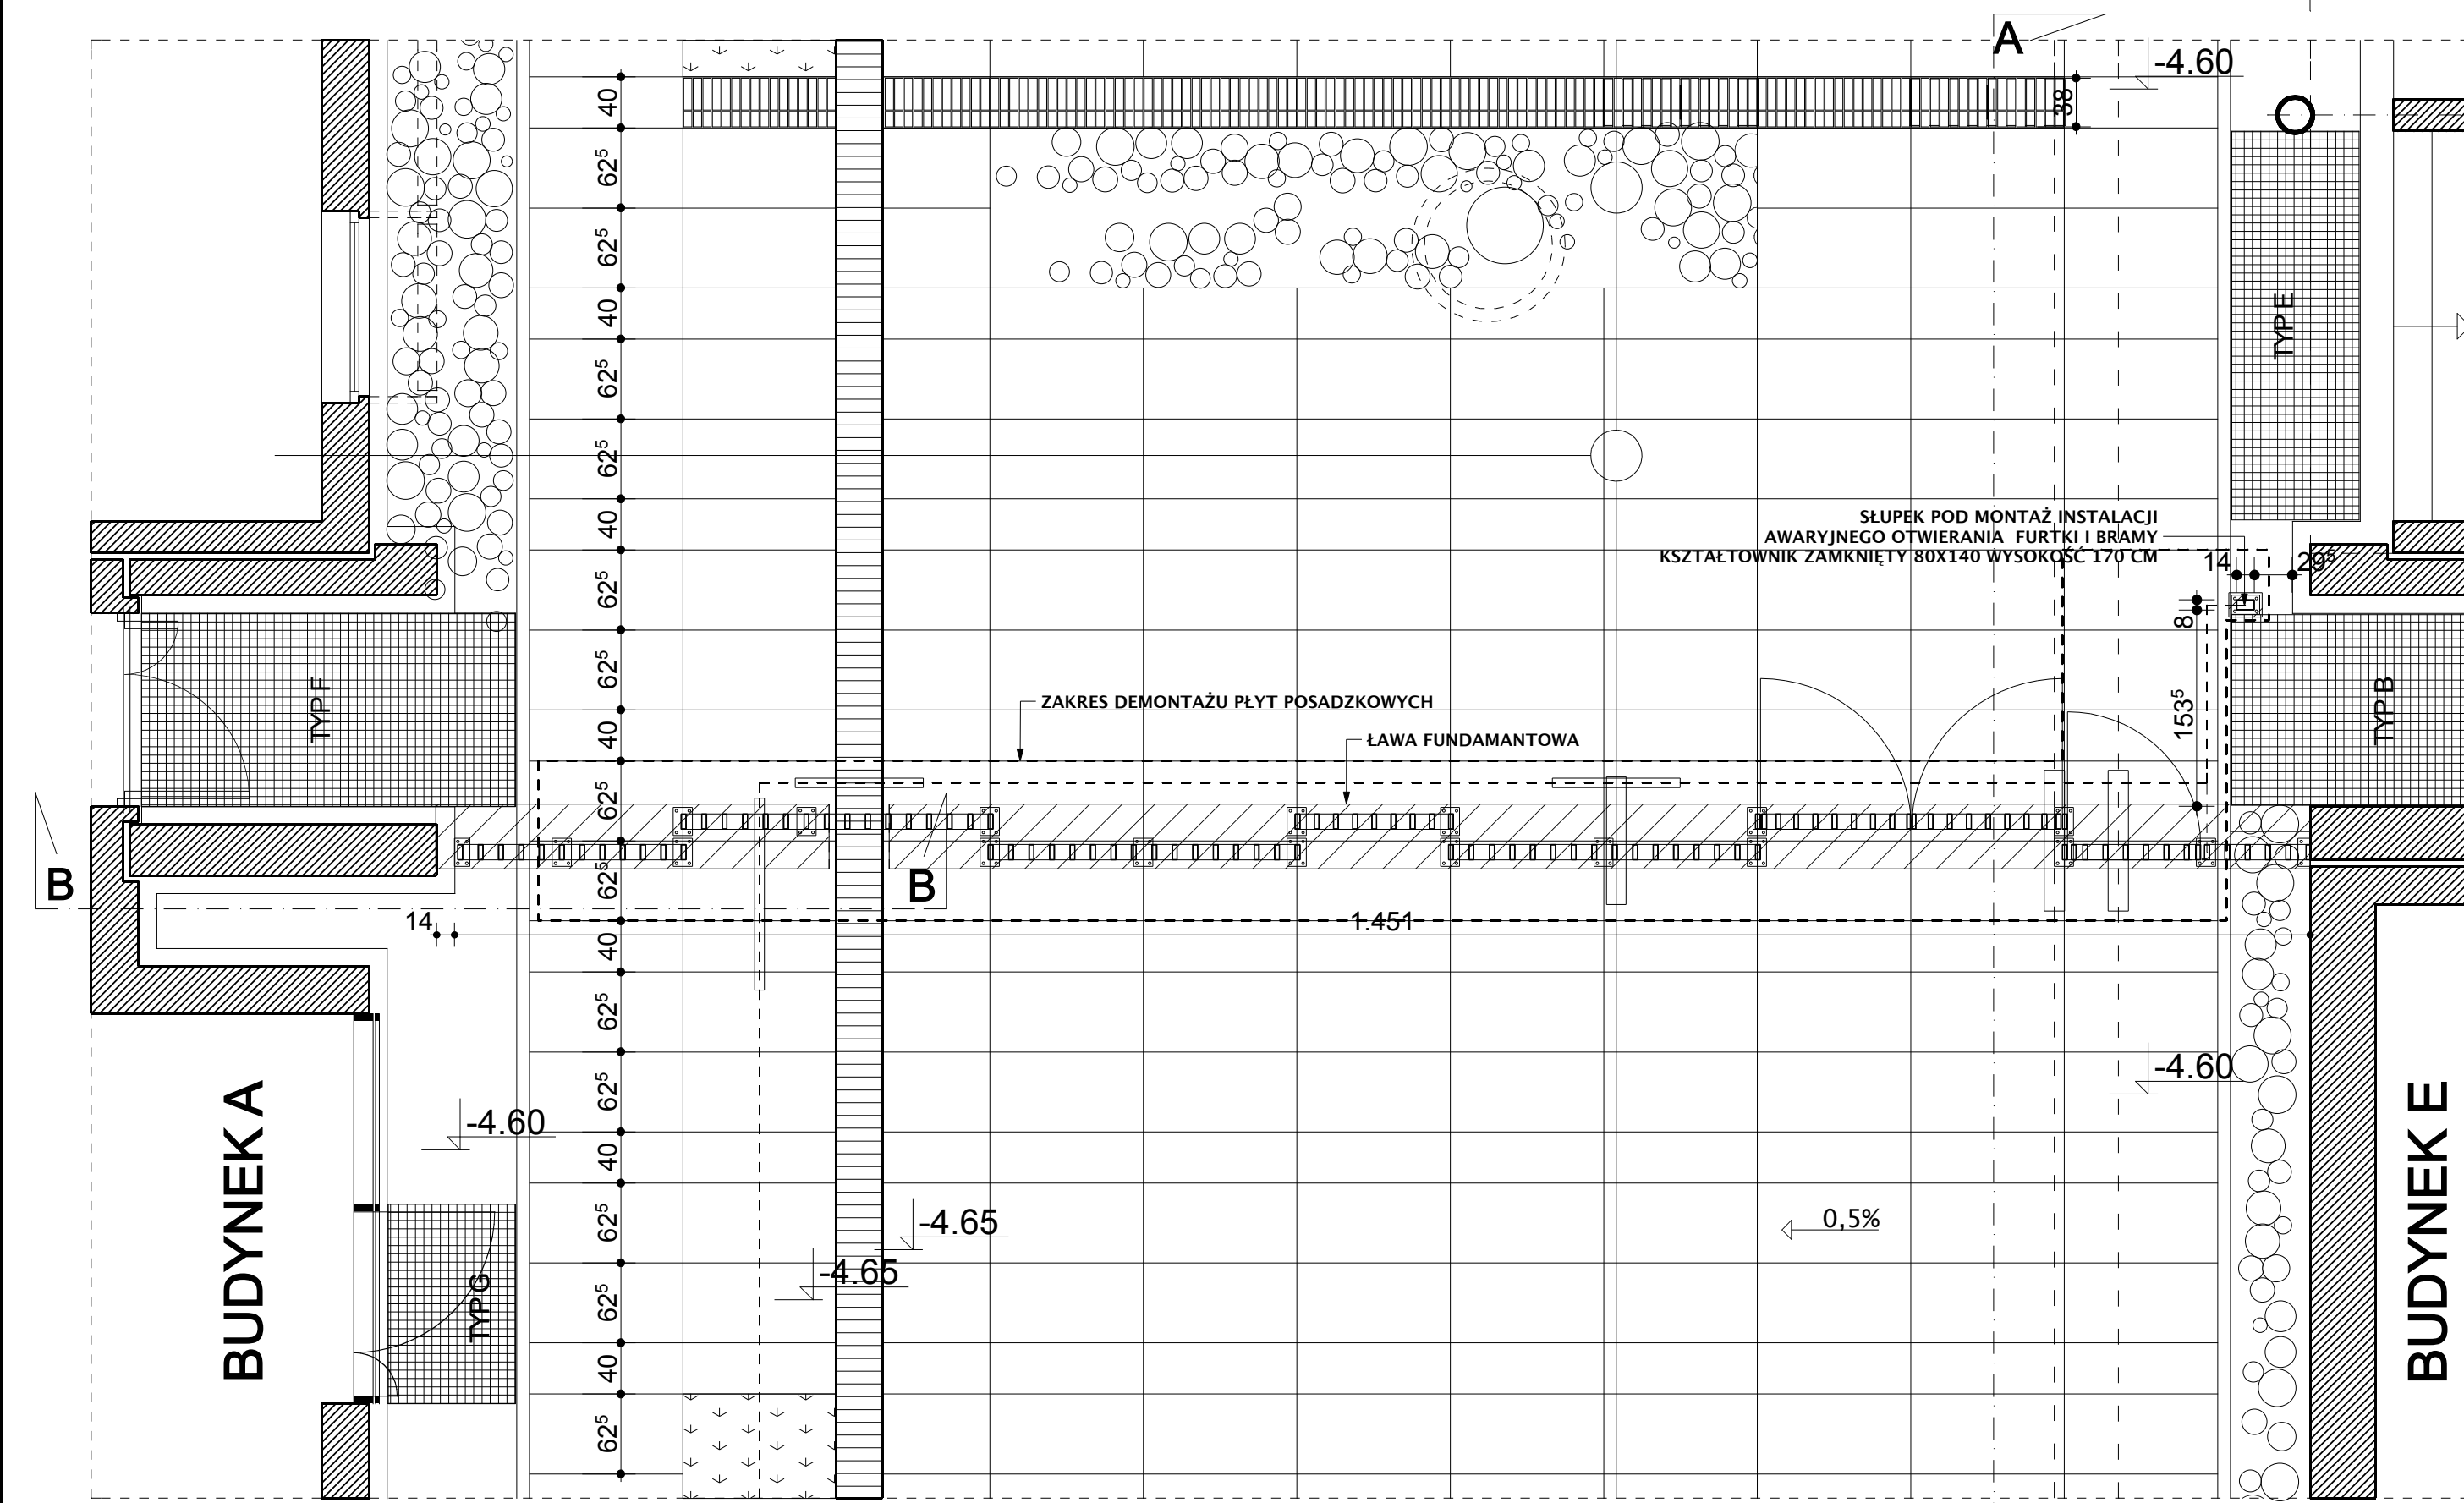 A
-4.60
40
38
62⁵
62⁵
40
62⁵
62⁵
40
62⁵
62⁵
40
62⁵
62⁵
40
62⁵
62⁵
40
62⁵
62⁵
40
62⁵
TYP E
SŁUPEK POD MONTAŻ INSTALACJI
AWARYJNEGO OTWIERANIA FURTKI I BRAMY
KSZTAŁTOWNIK ZAMKNIĘTY 80X140 WYSOKOŚĆ 170 CM
14
29⁵
8
153⁵
TYP F
TYP B
ZAKRES DEMONTAŻU PŁYT POSADZKOWYCH
ŁAWA FUNDAMANTOWA
B
B
14
1.451
-4.60
-4.60
BUDYNEK A
BUDYNEK E
-4.65
-4.65
0,5%
TYP G